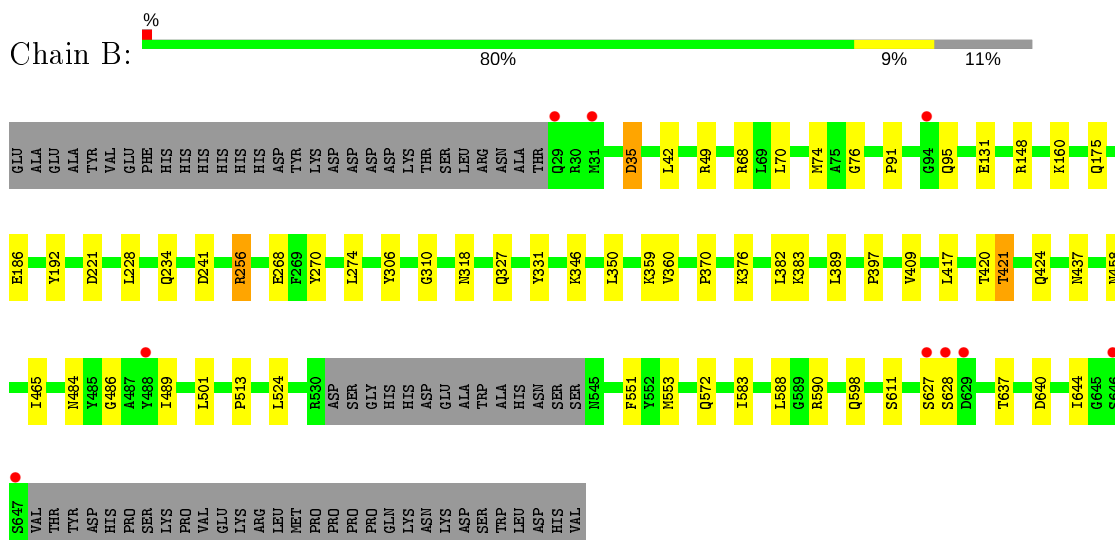 %
Chain B:
80% 9% 11%
GLU ALA GLU ALA TYR VAL GLU PHE HIS HIS HIS HIS HIS HIS ASP TYR LYS ASP ASP ASP ASP LYS THR SER LEU ARG ASN ALA THR Q29 R30 M31 D35 L42 R49 R68 L69 L70 M74 A75 G76 P91 G94 Q95 E131 R148 K160 Q175
E186 Y192 D221 L228 Q234 D241 R256 E268 F269 Y270 L274 Y306 G310 N318 Q327 Y331 K346 L350 K359 V360 P370 K376 L382 K383 L389 P397 V409 L417 T420 T421 Q424 N437 N458
I465 N484 Y485 G486 A487 Y488 I489 L501 P513 L524 R530 ASP SER GLY HIS HIS ASP GLU ALA TRP ALA HIS ASN SER SER N545 F551 Y552 M553 Q572 I583 L588 G589 R590 Q598 S611 S627 S628 D629 T637 D640 I644 G645 S646
S647 VAL THR TYR ASP HIS PRO SER LYS PRO VAL GLU LYS ARG LEU MET PRO PRO PRO PRO GLN LYS ASN LYS ASP SER TRP LEU ASP HIS VAL